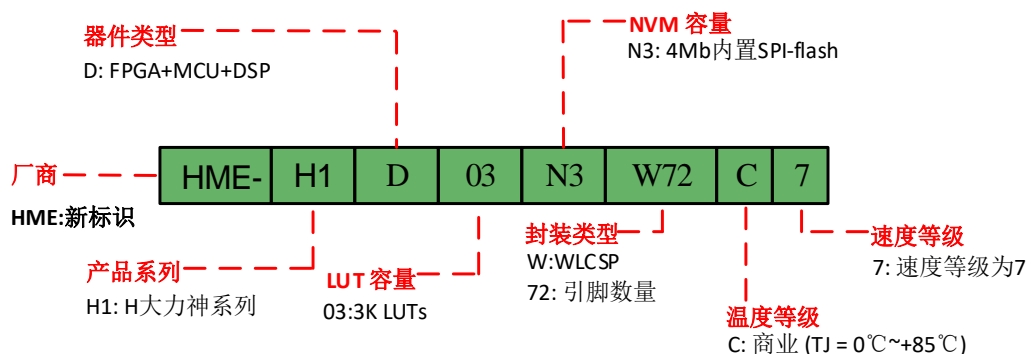 器件类型
D: FPGA+MCU+DSP
NVM 容量
N3: 4Mb内置SPI-flash
厂商
HME- H1 D 03 N3 W72 C 7
HME:新标识
产品系列
H1: H大力神系列
LUT 容量
03:3K LUTs
封装类型
W:WLCSP
72: 引脚数量
速度等级
7: 速度等级为7
温度等级
C: 商业 (TJ = 0℃~+85℃)